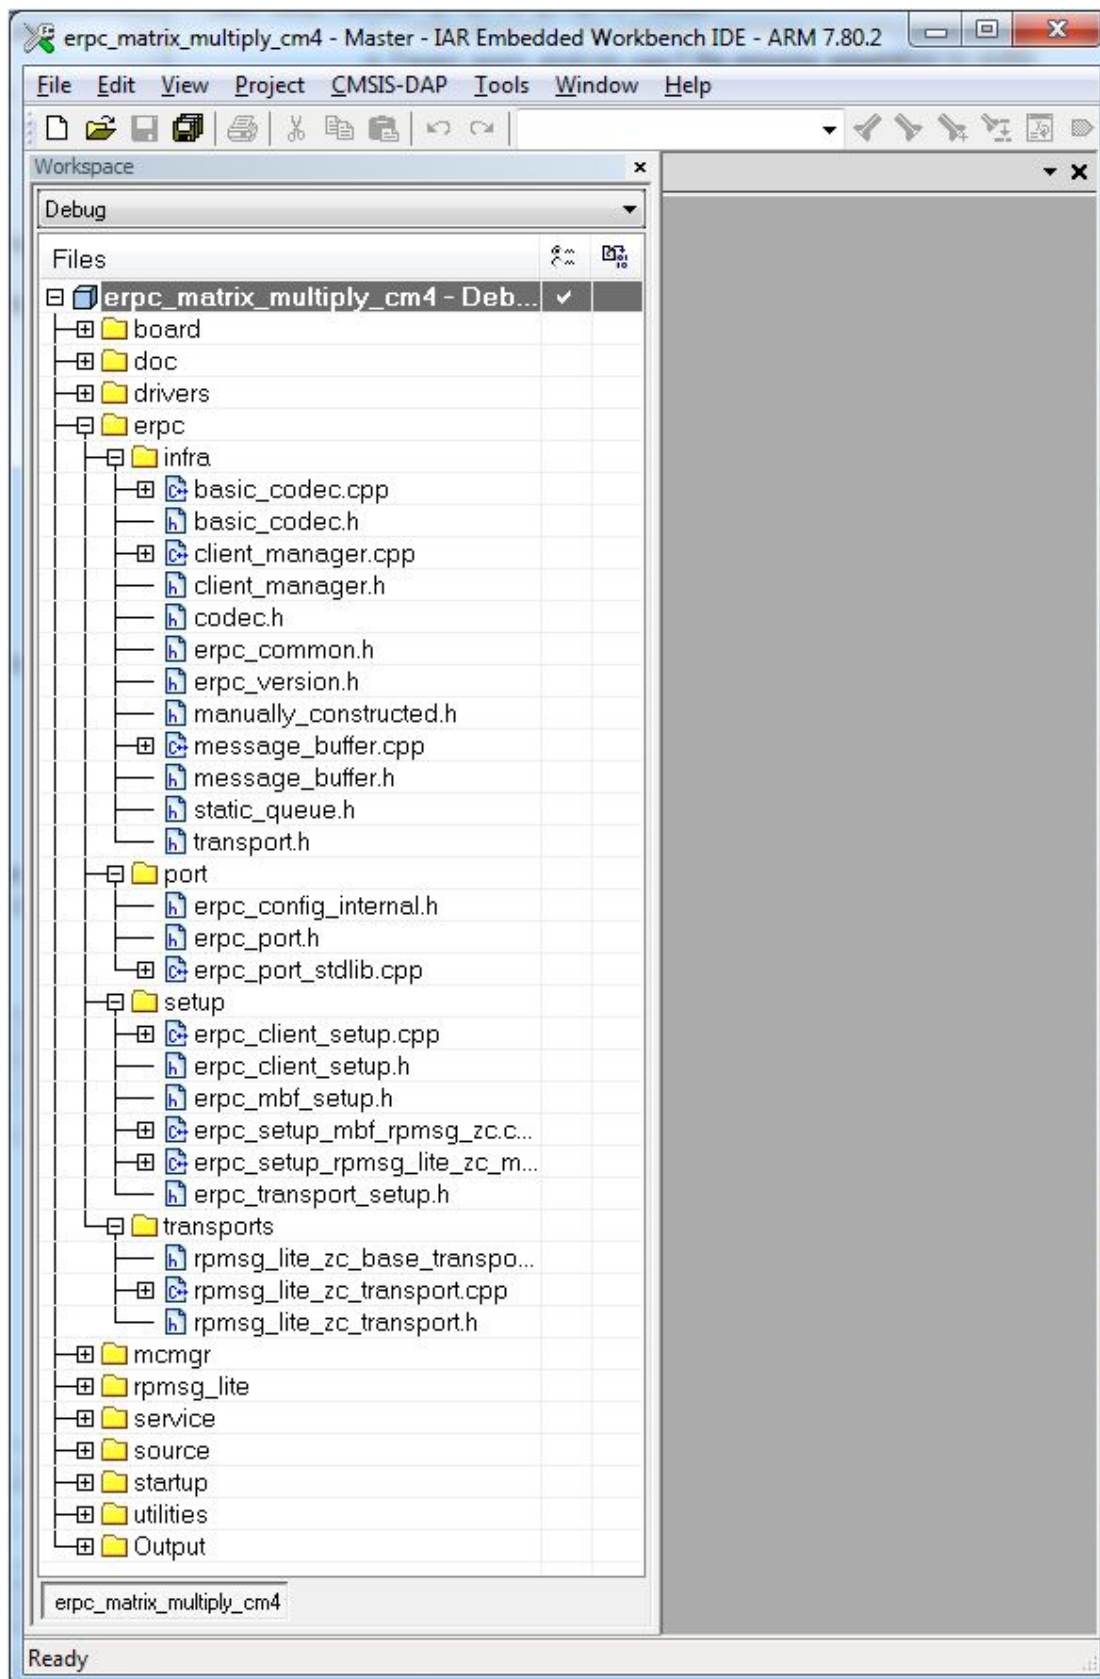 erpc_matrix_multiply_cm4 - Master - IAR Embedded Workbench IDE - ARM 7.80.2
File Edit View Project CMSIS-DAP Tools Window Help
Workspace
Debug
Files
erpc_matrix_multiply_cm4 - Deb...
board
doc
drivers
erpc
infra
basic_codec.cpp
basic_codec.h
client_manager.cpp
client_manager.h
codec.h
erpc_common.h
erpc_version.h
manually_constructed.h
message_buffer.cpp
message_buffer.h
static_queue.h
transport.h
port
erpc_config_internal.h
erpc_port.h
erpc_port_stdlib.cpp
setup
erpc_client_setup.cpp
erpc_client_setup.h
erpc_mbf_setup.h
erpc_setup_mbf_rpmsg_zc.c...
erpc_setup_rpmsg_lite_zc_m...
erpc_transport_setup.h
transports
rpmsg_lite_zc_base_transpo...
rpmsg_lite_zc_transport.cpp
rpmsg_lite_zc_transport.h
mcmgr
rpmsg_lite
service
source
startup
utilities
Output
erpc_matrix_multiply_cm4
Ready